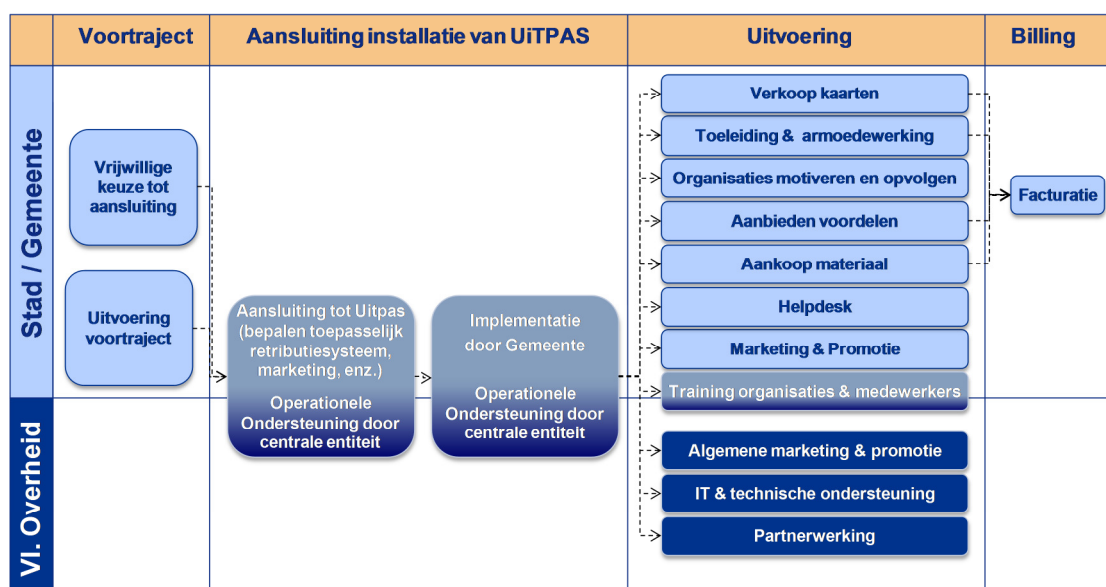 Voortraject
Aansluiting installatie van UiTPAS
Uitvoering
Billing
Stad / Gemeente
Vrijwillige
keuze tot
aansluiting
Uitvoering
voortraject
Aansluiting tot Uitpas
(bepalen toepasselijk
retributiesysteem,
marketing, enz.)
Operationele
Ondersteuning door
centrale entiteit
Implementatie
door Gemeente
Operationele
Ondersteuning door
centrale entiteit
Verkoop kaarten
Toeleiding & armoedewerking
Organisaties motiveren en opvolgen
Aanbieden voordelen
Aankoop materiaal
Helpdesk
Marketing & Promotie
Training organisaties & medewerkers
Facturatie
Vl. Overheid
Algemene marketing & promotie
IT & technische ondersteuning
Partnerwerking